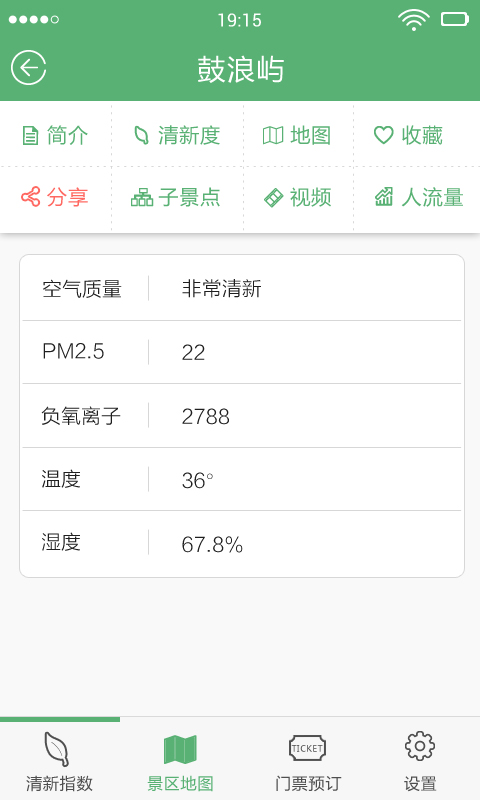 19:15
鼓浪屿
简介 清新度 地图 收藏
分享 子景点 视频 人流量
空气质量 非常清新
PM2.5 22
负氧离子 2788
温度 36°
湿度 67.8%
TICKET
清新指数 景区地图 门票预订 设置